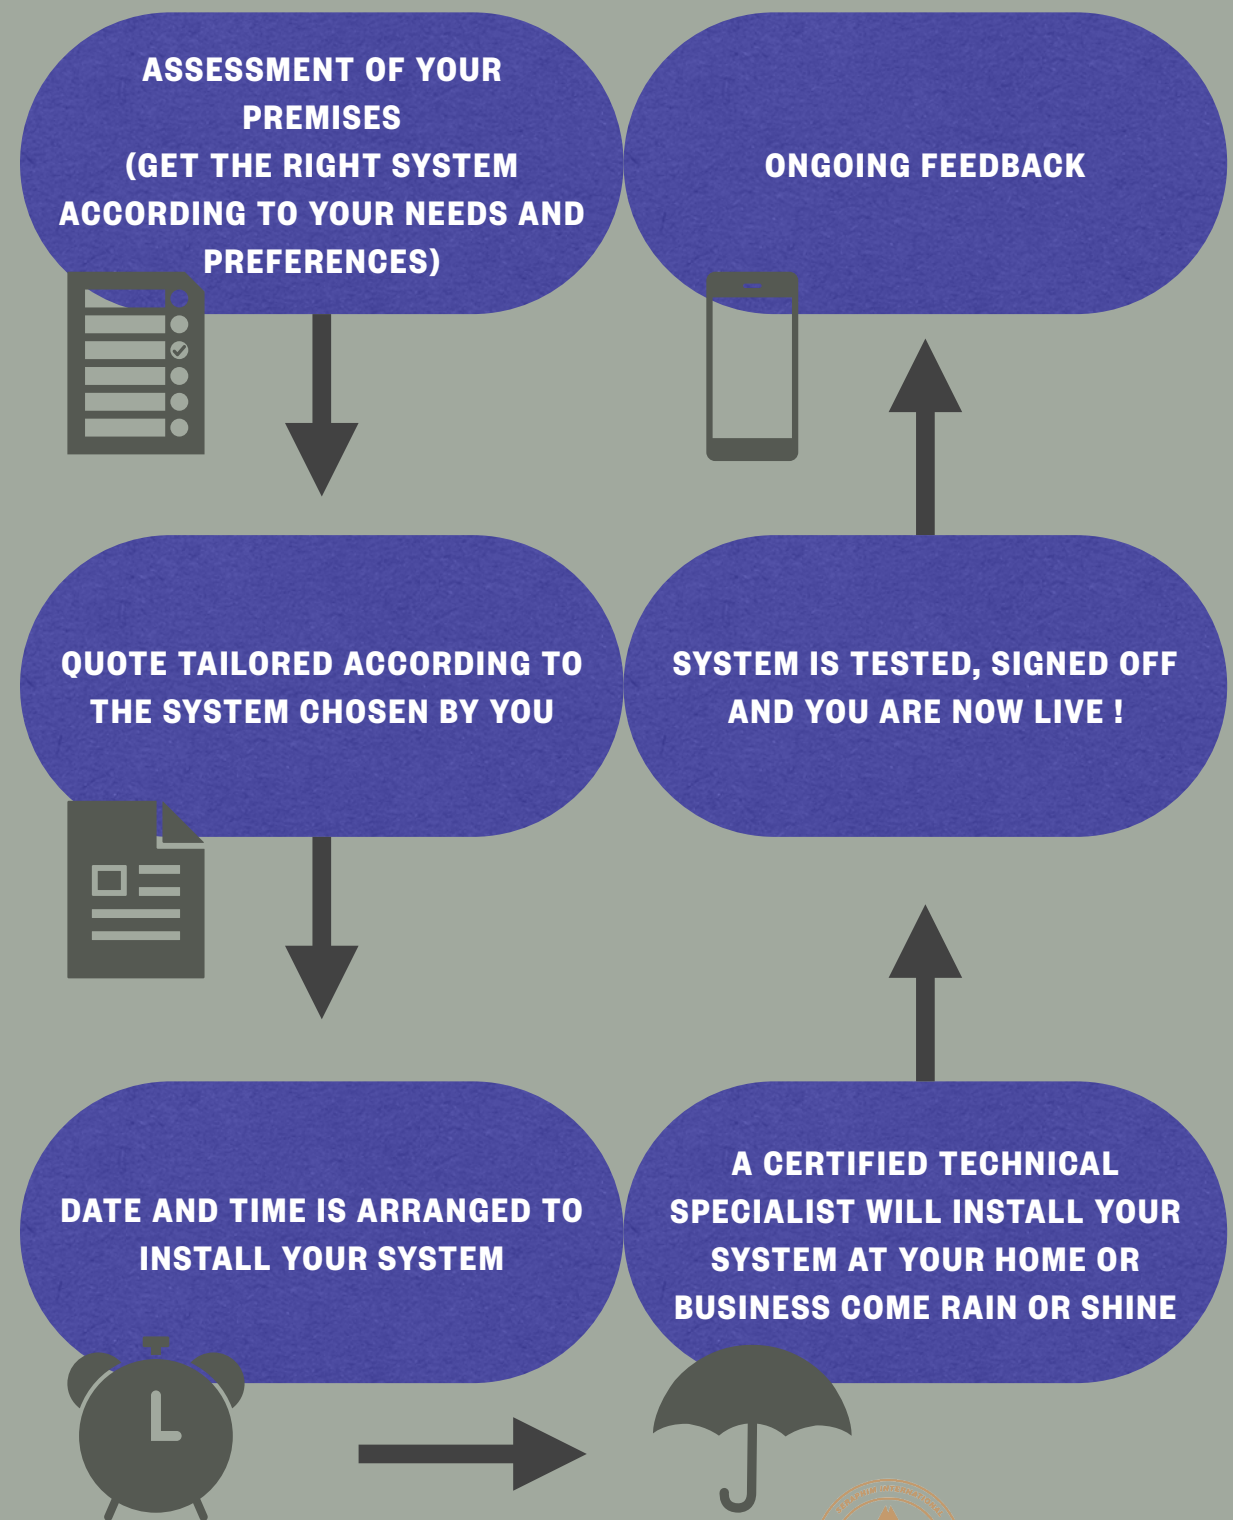 ASSESSMENT OF YOUR
PREMISES
(GET THE RIGHT SYSTEM
ACCORDING TO YOUR NEEDS AND
PREFERENCES)
QUOTE TAILORED ACCORDING TO
THE SYSTEM CHOSEN BY YOU
DATE AND TIME IS ARRANGED TO
INSTALL YOUR SYSTEM
A CERTIFIED TECHNICAL
SPECIALIST WILL INSTALL YOUR
SYSTEM AT YOUR HOME OR
BUSINESS COME RAIN OR SHINE
SYSTEM IS TESTED, SIGNED OFF
AND YOU ARE NOW LIVE !
ONGOING FEEDBACK